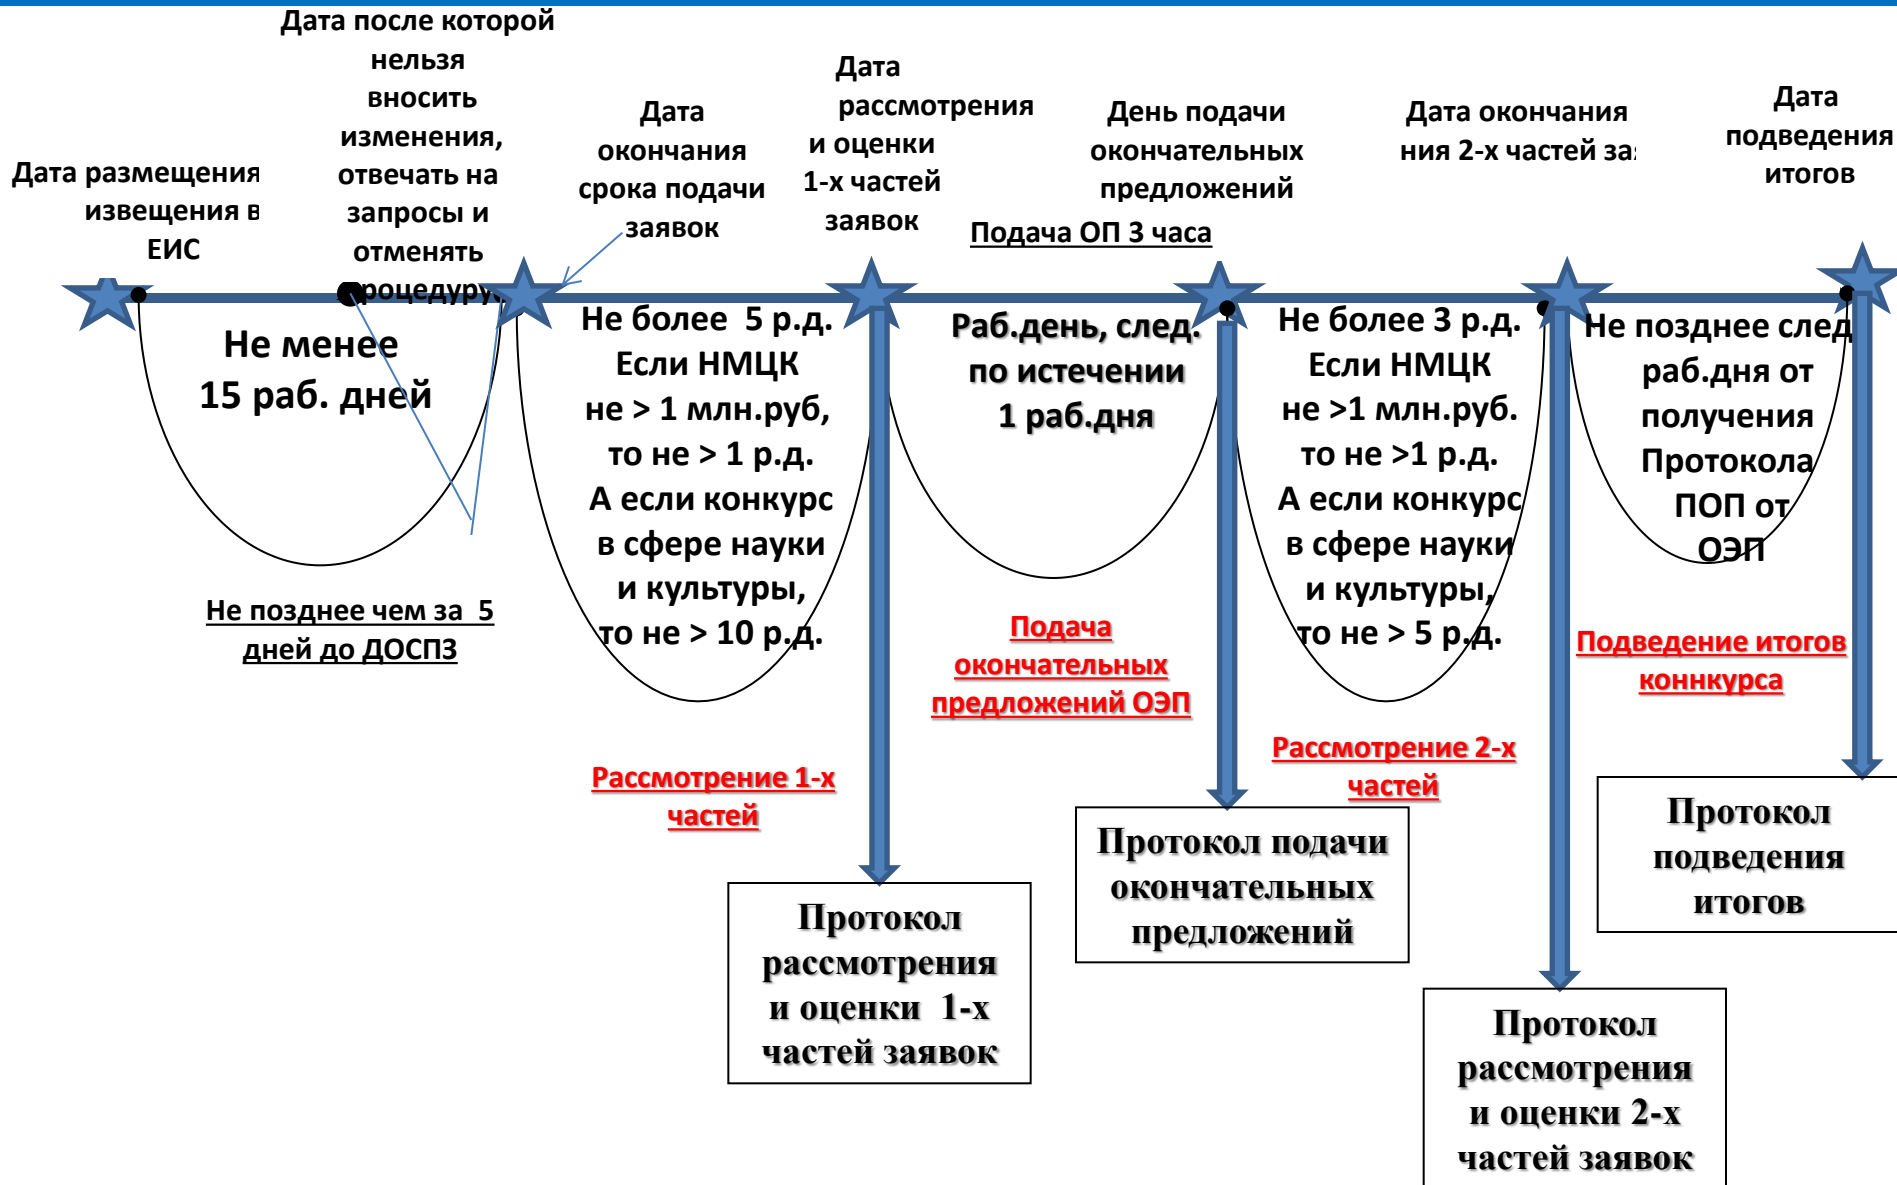 Дата размещения
извещения в
ЕИС
Дата после которой
нельзя
вносить
изменения,
отвечать на
запросы и
отменять
процедуру
Дата
окончания
срока подачи
заявок
Дата
рассмотрения
и оценки
1-х частей
заявок
День подачи
окончательных
предложений
Подача ОП 3 часа
Дата окончания
ния 2-х частей за
Дата
подведения
итогов
Не менее
15 раб. дней
Не позднее чем за 5
дней до ДОСПЗ
Не более 5 р.д.
Если НМЦК
не > 1 млн.руб,
то не > 1 р.д.
А если конкурс
в сфере науки
и культуры,
то не > 10 р.д.
Раб.день, след.
по истечении
1 раб.дня
Не более 3 р.д.
Если НМЦК
не >1 млн.руб.
то не >1 р.д.
А если конкурс
в сфере науки
и культуры,
то не > 5 р.д.
Не позднее след
раб.дня от
получения
Протокола
ПОП от
ОЭП
Рассмотрение 1-х
частей
Подача
окончательных
предложений ОЭП
Рассмотрение 2-х
частей
Подведение итогов
коннкурса
Протокол
рассмотрения
и оценки 1-х
частей заявок
Протокол подачи
окончательных
предложений
Протокол
рассмотрения
и оценки 2-х
частей заявок
Протокол
подведения
итогов